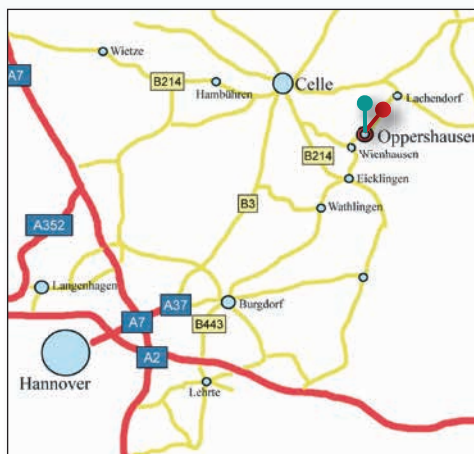 Wietze
A7
B214
Celle
Hambühren
Lachendorf
Oppershausen
B214
Wienhausen
Eicklingen
B3
Wathlingen
A352
Langenhagen
A37
Burgdorf
A7
B443
A2
Hannover
Lehrte